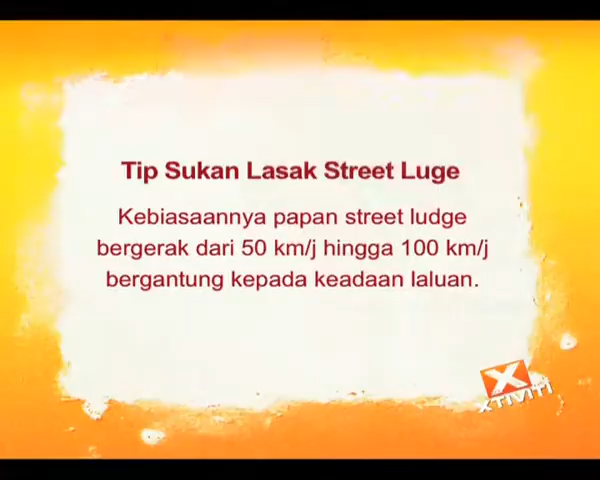 Tip Sukan Lasak Street Luge
Kebiasaannya papan street ludge
bergerak dari 50 km/j hingga 100 km/j
bergantung kepada keadaan laluan.
X
XTIVITI